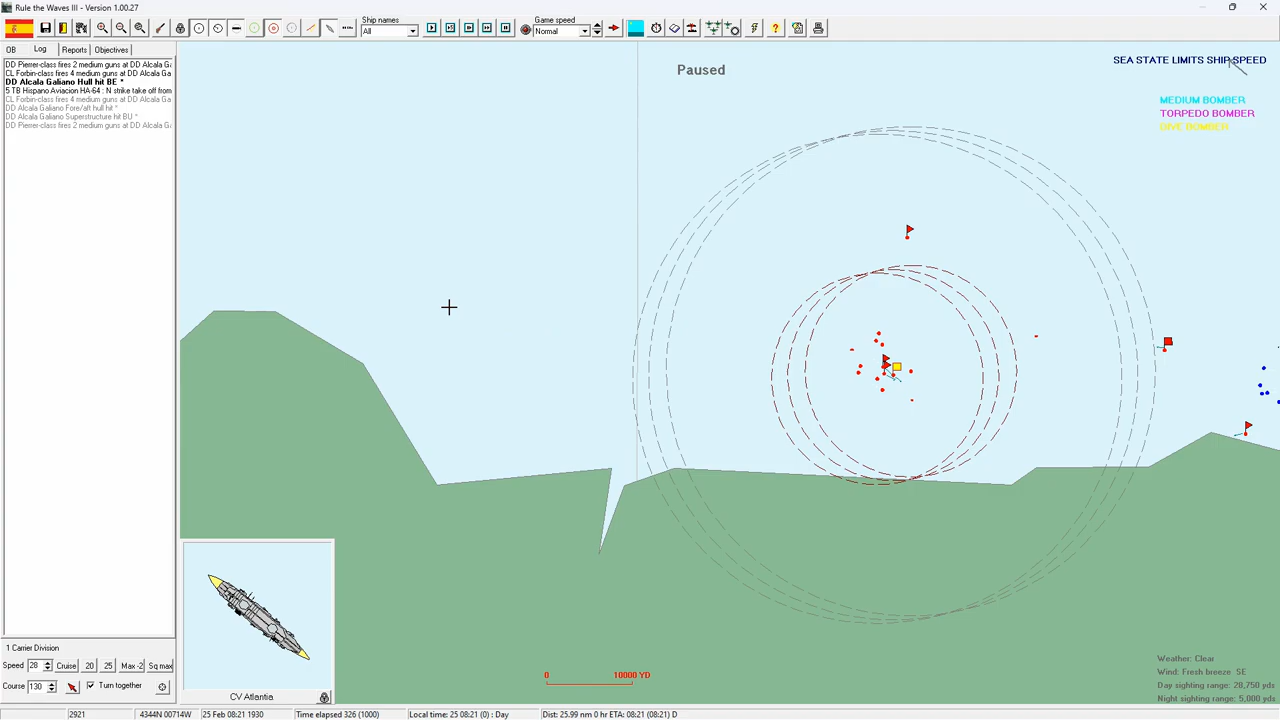 Rule the Waves III - Version 1.00.27
Ship names
All
Game speed
Normal
OB
Log
Reports
Objectives
DD Pierrer-class fires 2 medium guns at DD Alcala Ga
CL Forbin-class fires 4 medium guns at DD Alcala Ga
DD Alcala Galiano Hull hit BE *
5 TB Hispano Aviacion HA-64 : N strike take off from
CL Forbin-class fires 4 medium guns at DD Alcala Ga
DD Alcala Galiano Fore/aft hull hit *
DD Alcala Galiano Superstructure hit BU *
DD Pierrer-class fires 2 medium guns at DD Alcala Ga
Paused
SEA STATE LIMITS SHIP SPEED
MEDIUM BOMBER
TORPEDO BOMBER
DIVE BOMBER
1 Carrier Division
Speed 28 Cruise 20 25 Max -2 Sq max
Course 130 Turn together
CV Atlantia
0 10000 YD
Weather: Clear
Wind: Fresh breeze SE
Day sighting range: 28,750 yds
Night sighting range: 5,000 yds
2921
4344N 00714W
25 Feb 08:21 1930
Time elapsed 326 (1000)
Local time: 25 08:21 (0) : Day
Dist: 25.99 nm 0 hr ETA: 08:21 (08:21) D